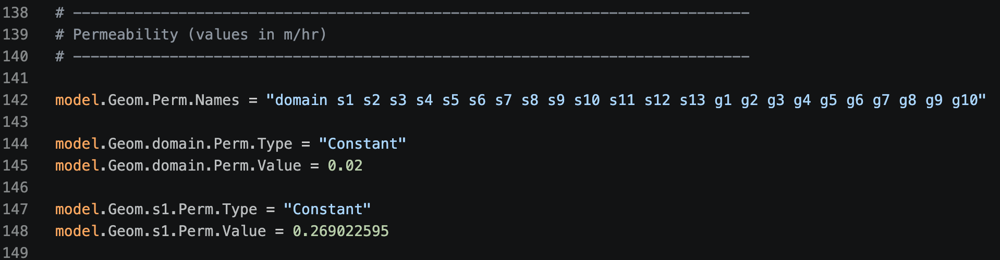 138 # -----------------------------------------------------------------------------
139 # Permeability (values in m/hr)
140 # -----------------------------------------------------------------------------
141
142 model.Geom.Perm.Names = "domain s1 s2 s3 s4 s5 s6 s7 s8 s9 s10 s11 s12 s13 g1 g2 g3 g4 g5 g6 g7 g8 g9 g10"
143
144 model.Geom.domain.Perm.Type = "Constant"
145 model.Geom.domain.Perm.Value = 0.02
146
147 model.Geom.s1.Perm.Type = "Constant"
148 model.Geom.s1.Perm.Value = 0.269022595
149